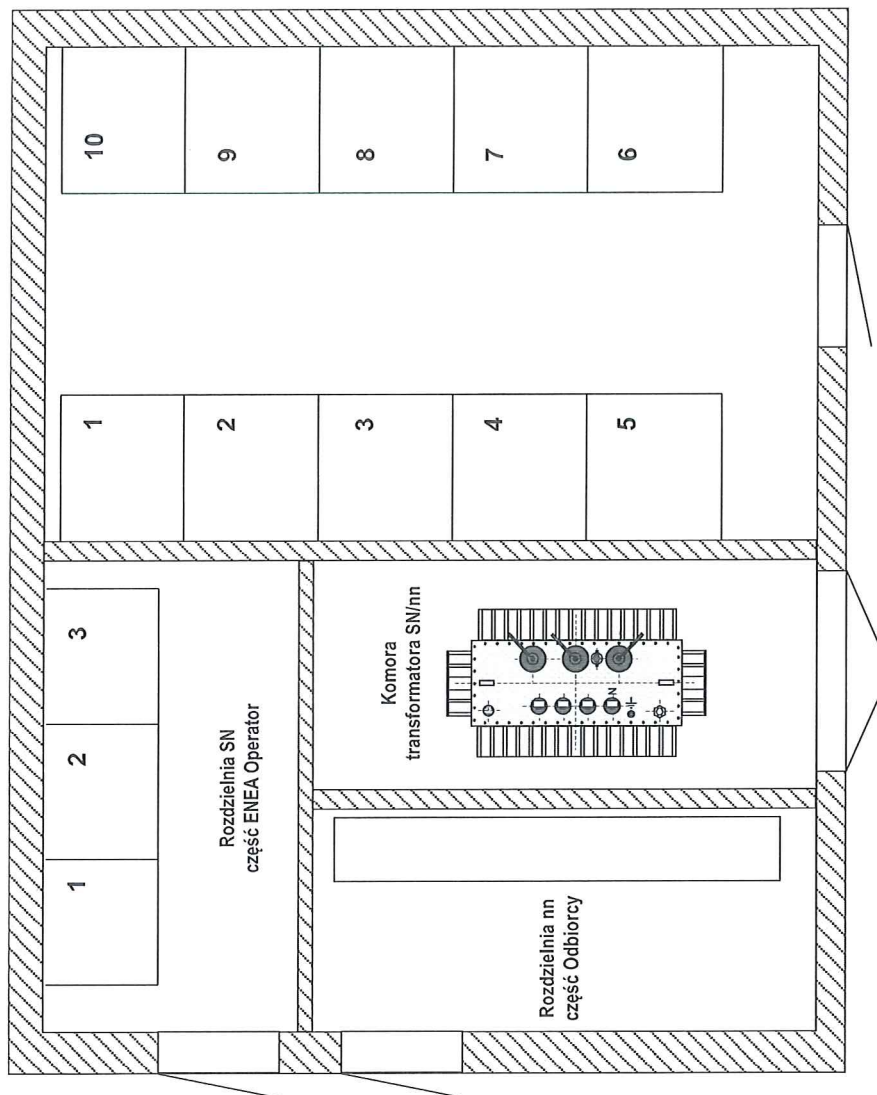 10
9
8
7
6
1
2
3
4
5
3
2
1
Rozdzielnia SN
część ENEA Operator
Komora
transformatora SN/nn
N
Rozdzielnia nn
część Odbiorcy